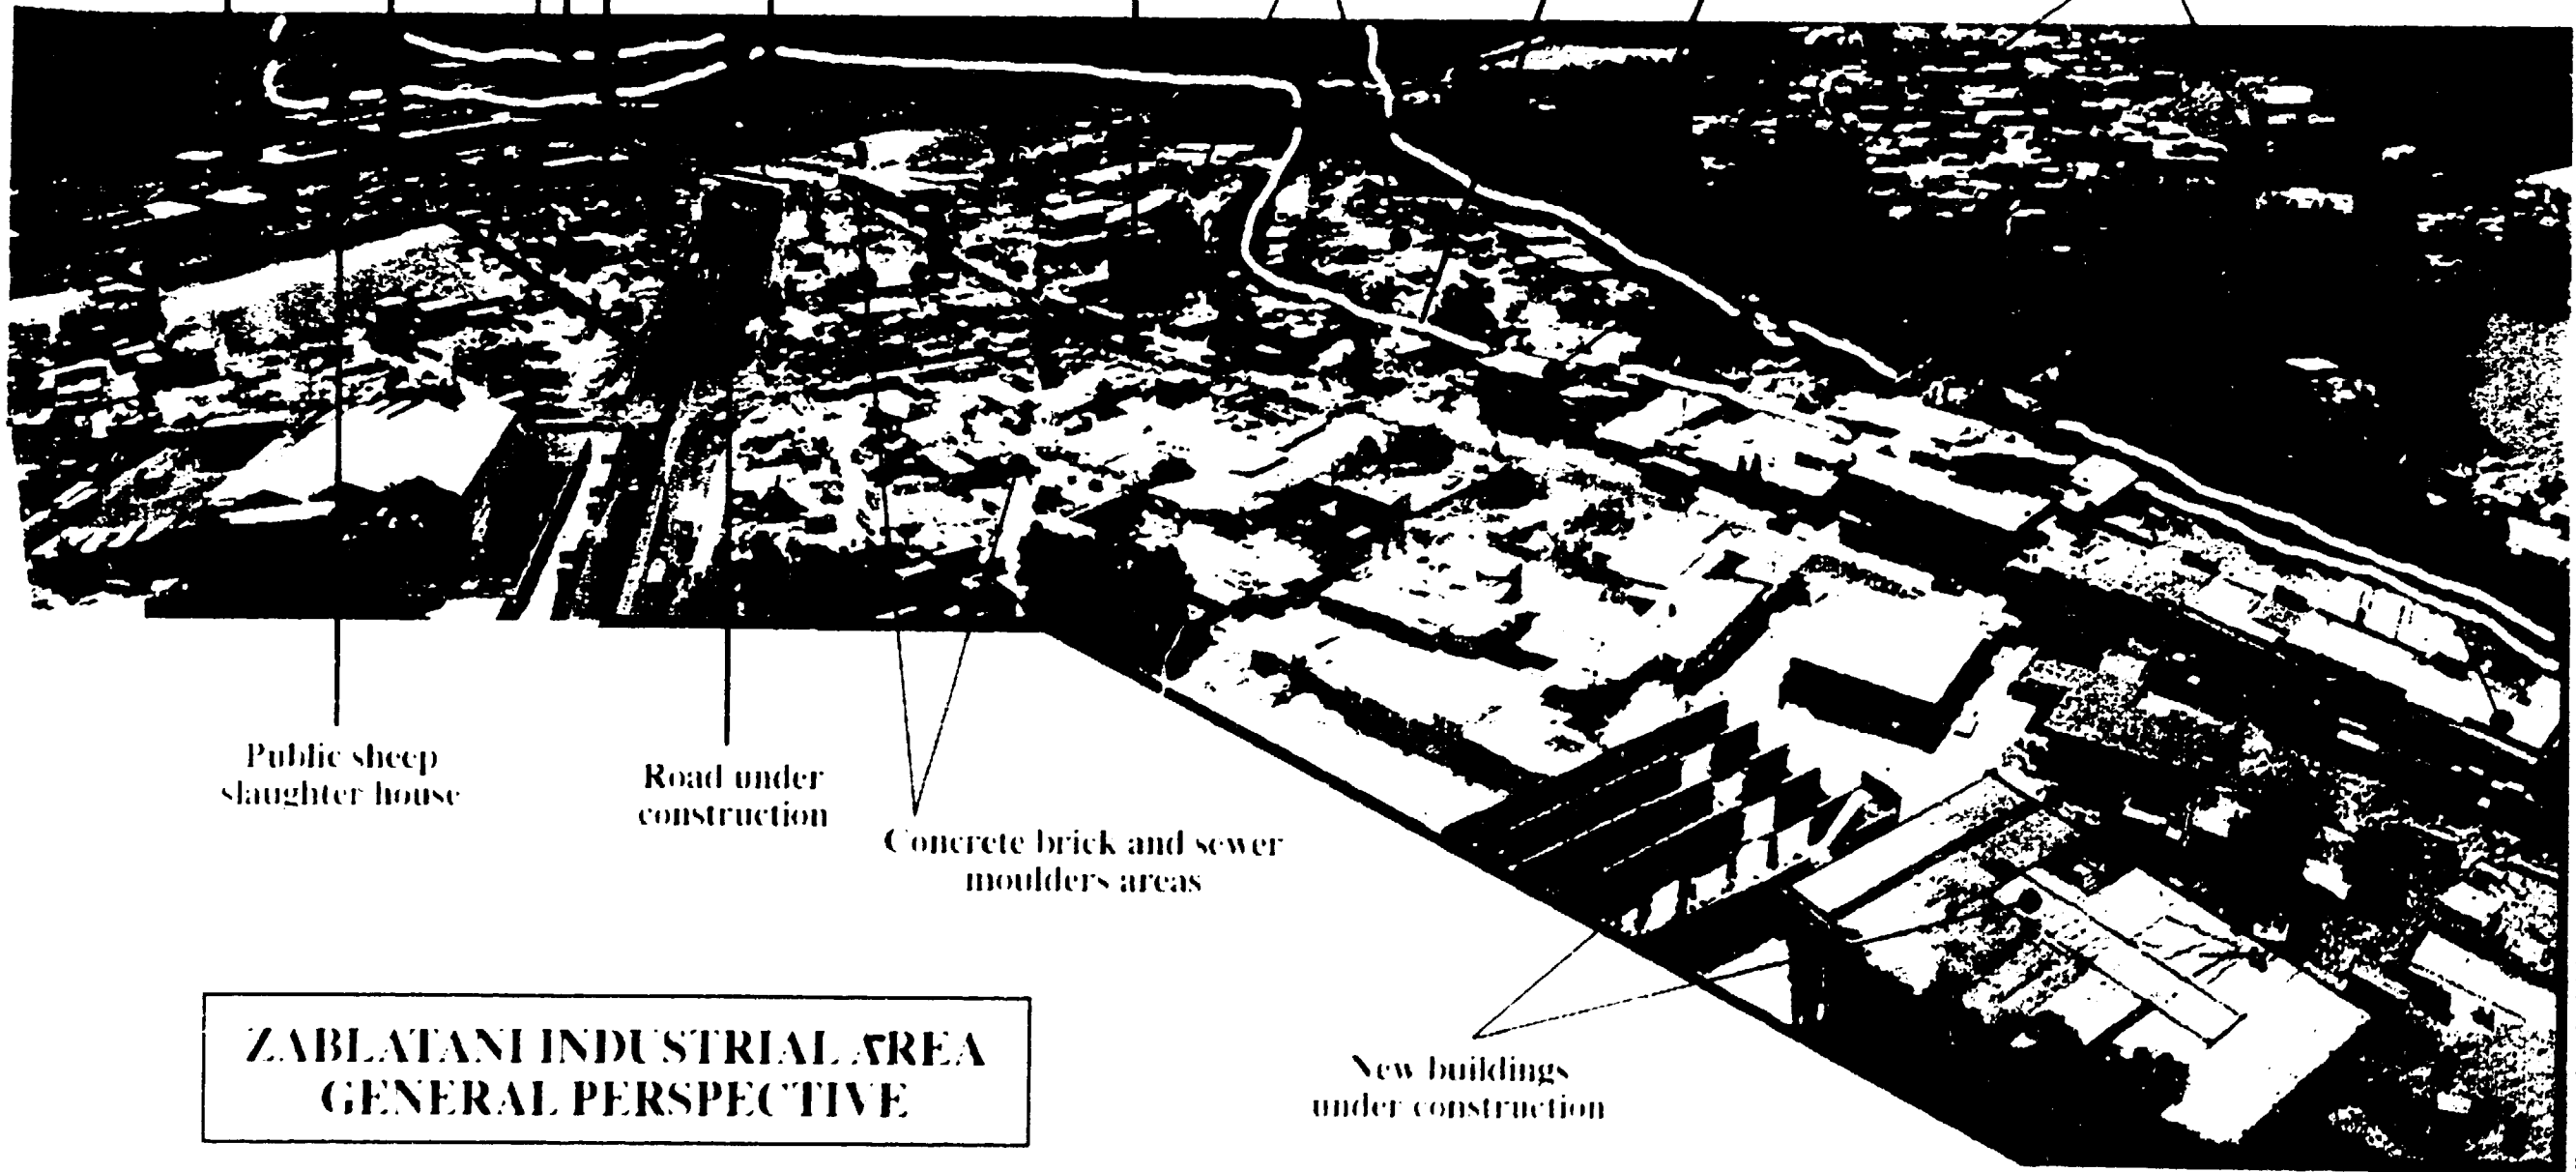 Public sheep
slaughter house
Road under
construction
Concrete brick and sewer
moulders areas
New buildings
under construction
ZABLATANI INDUSTRIAL AREA
GENERAL PERSPECTIVE